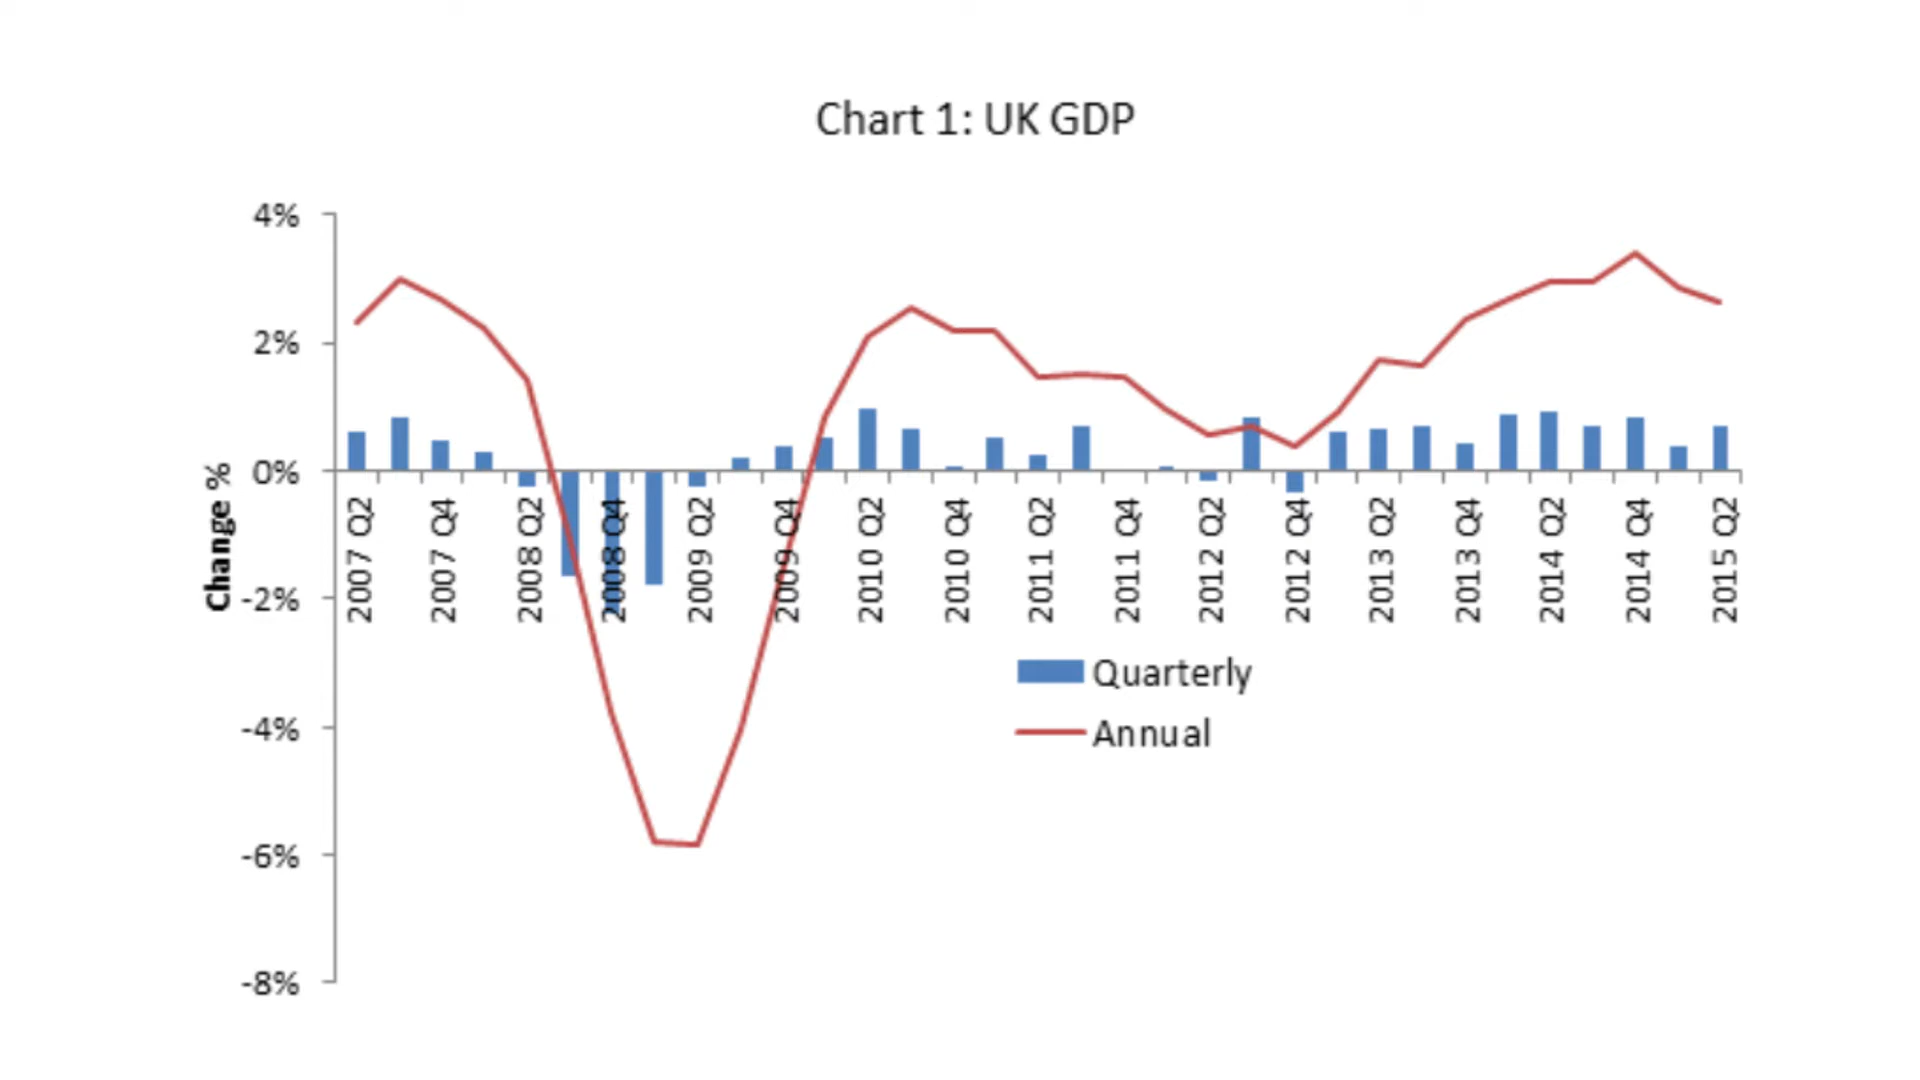 Chart 1: UK GDP
4%
2%
0%
-2%
-4%
-6%
-8%
Change %
2007 Q2
2007 Q4
2008 Q2
2008 Q4
2009 Q2
2009 Q4
2010 Q2
2010 Q4
2011 Q2
2011 Q4
2012 Q2
2012 Q4
2013 Q2
2013 Q4
2014 Q2
2014 Q4
2015 Q2
Quarterly
Annual